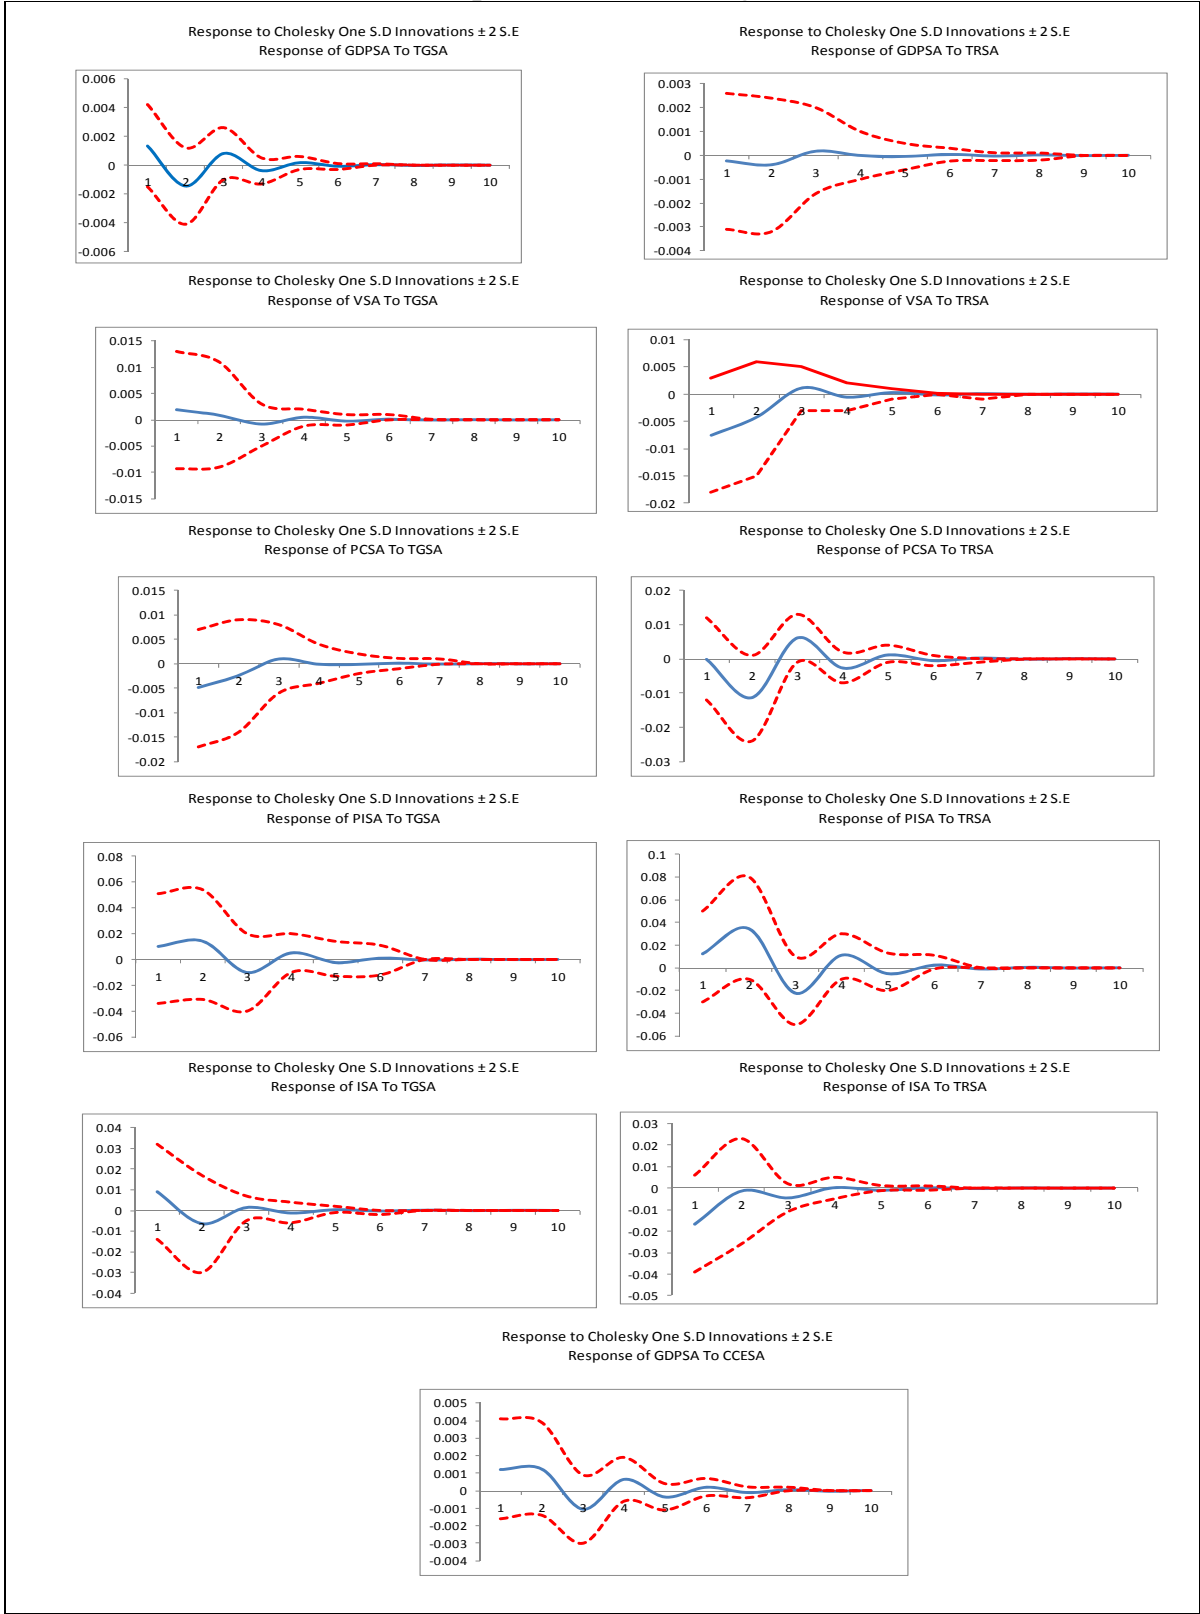 Response to Cholesky One S.D Innovations ± 2 S.E
Response of GDPSA To TGSA
0.006
0.004
0.002
0
-0.002
-0.004
-0.006
1 2 3 4 5 6 7 8 9 10
Response to Cholesky One S.D Innovations ± 2 S.E
Response of GDPSA To TRSA
0.003
0.002
0.001
0
-0.001
-0.002
-0.003
-0.004
1 2 3 4 5 6 7 8 9 10
Response to Cholesky One S.D Innovations ± 2 S.E
Response of VSA To TGSA
0.015
0.01
0.005
0
-0.005
-0.01
-0.015
1 2 3 4 5 6 7 8 9 10
Response to Cholesky One S.D Innovations ± 2 S.E
Response of VSA To TRSA
0.01
0.005
0
-0.005
-0.01
-0.015
-0.02
1 2 3 4 5 6 7 8 9 10
Response to Cholesky One S.D Innovations ± 2 S.E
Response of PCSA To TGSA
0.015
0.01
0.005
0
-0.005
-0.01
-0.015
-0.02
1 2 3 4 5 6 7 8 9 10
Response to Cholesky One S.D Innovations ± 2 S.E
Response of PCSA To TRSA
0.02
0.01
0
-0.01
-0.02
-0.03
1 2 3 4 5 6 7 8 9 10
Response to Cholesky One S.D Innovations ± 2 S.E
Response of PISA To TGSA
0.08
0.06
0.04
0.02
0
-0.02
-0.04
-0.06
1 2 3 4 5 6 7 8 9 10
Response to Cholesky One S.D Innovations ± 2 S.E
Response of PISA To TRSA
0.1
0.08
0.06
0.04
0.02
0
-0.02
-0.04
-0.06
1 2 3 4 5 6 7 8 9 10
Response to Cholesky One S.D Innovations ± 2 S.E
Response of ISA To TGSA
0.04
0.03
0.02
0.01
0
-0.01
-0.02
-0.03
-0.04
1 2 3 4 5 6 7 8 9 10
Response to Cholesky One S.D Innovations ± 2 S.E
Response of ISA To TRSA
0.03
0.02
0.01
0
-0.01
-0.02
-0.03
-0.04
-0.05
1 2 3 4 5 6 7 8 9 10
Response to Cholesky One S.D Innovations ± 2 S.E
Response of GDPSA To CCESA
0.005
0.004
0.003
0.002
0.001
0
-0.001
-0.002
-0.003
-0.004
1 2 3 4 5 6 7 8 9 10